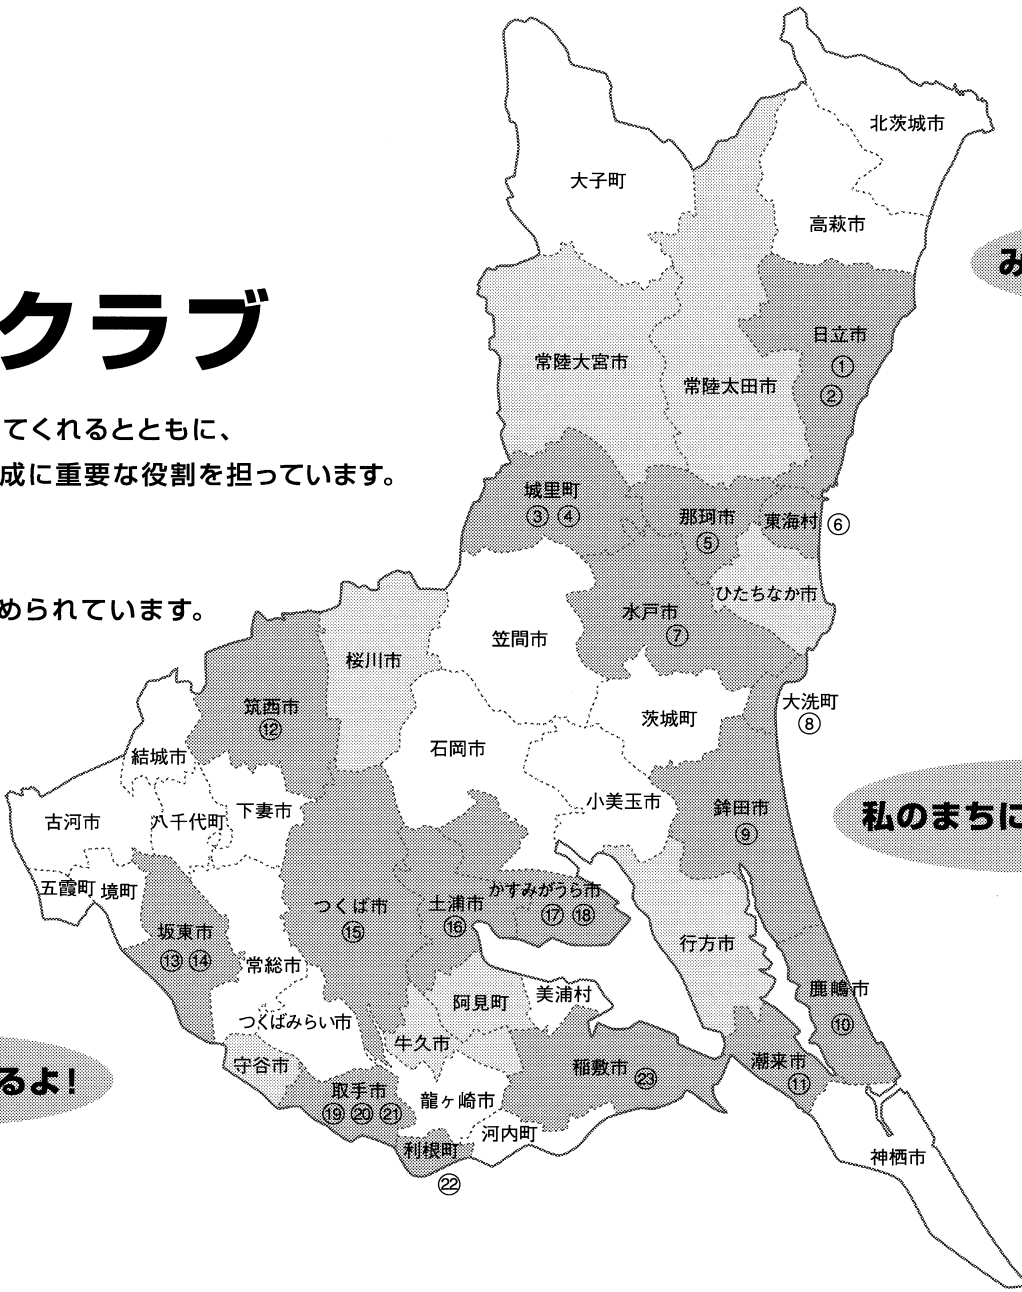 北茨城市
大子町
高萩市
み
クラブ
日立市
①
②
常陸大宮市
常陸太田市
てくれるとともに、
成に重要な役割を担っています。
城里町
③ ④
那珂市
⑤
東海村 ⑥
ひたちなか市
められています。
水戸市
⑦
笠間市
桜川市
大洗町
⑧
筑西市
⑫
茨城町
石岡市
結城市
小美玉市
鉾田市
⑨
私のまちに
古河市
八千代町
下妻市
五霞町
境町
つくば市
⑮
土浦市
⑯
かすみがうら市
⑰ ⑱
坂東市
⑬ ⑭
行方市
常総市
阿見町
美浦村
鹿嶋市
⑩
つくばみらい市
牛久市
守谷市
稲敷市 ㉓
潮来市
⑪
るよ!
取手市
⑲ ⑳ ㉑
龍ヶ崎市
河内町
利根町
㉒
神栖市